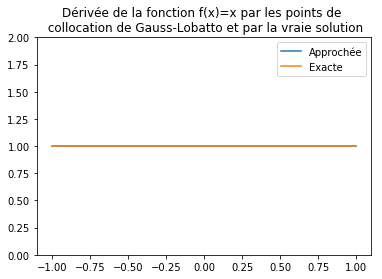 Dérivée de la fonction f(x)=x par les points de
collocation de Gauss-Lobatto et par la vraie solution
Approchée
Exacte
2.00
1.75
1.50
1.25
1.00
0.75
0.50
0.25
0.00
−1.00 −0.75 −0.50 −0.25 0.00 0.25 0.50 0.75 1.00